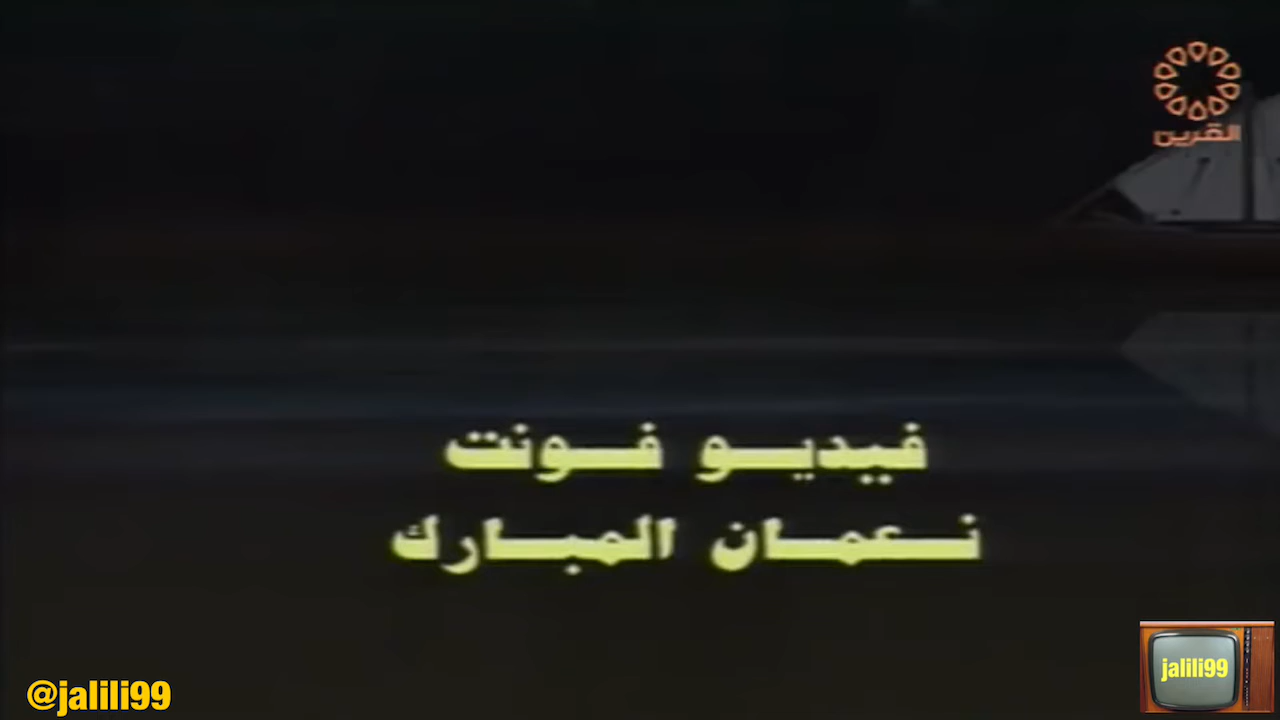 القرين
فيديو فونت
نعمان المبارك
@jalili99
jalili99